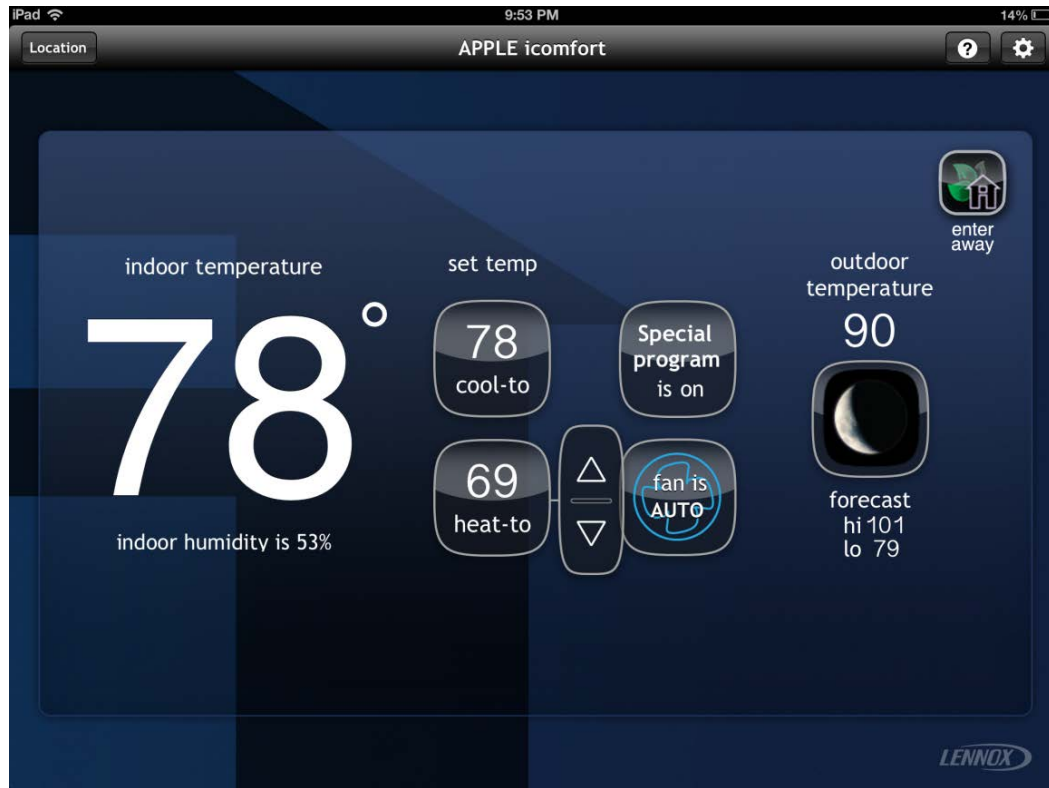 iPad
9:53 PM
14%
Location
APPLE icomfort
?
enter
away
indoor temperature
78°
indoor humidity is 53%
set temp
78
cool-to
69
heat-to
Special
program
is on
fan is
AUTO
outdoor
temperature
90
forecast
hi 101
lo 79
LENNOX